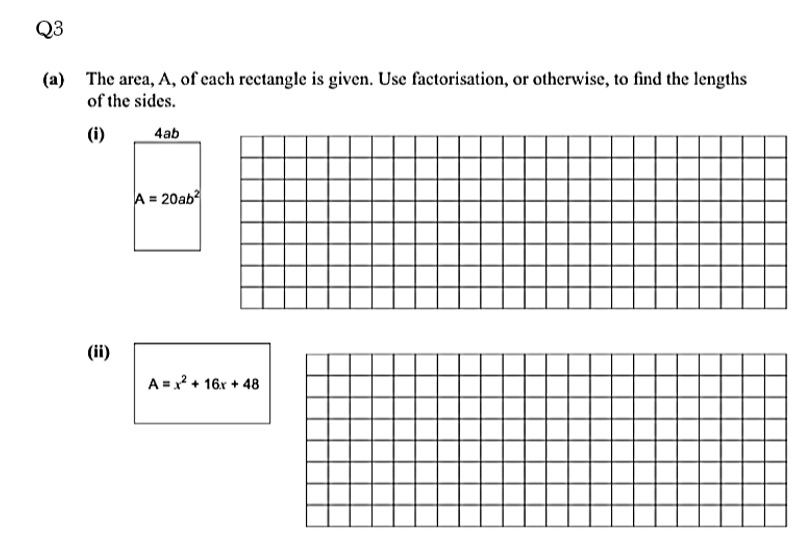 Q3
(a) The area, A, of each rectangle is given. Use factorisation, or otherwise, to find the lengths
of the sides.
(i) 4ab
A = 20ab²
(ii)
A = x² + 16x + 48